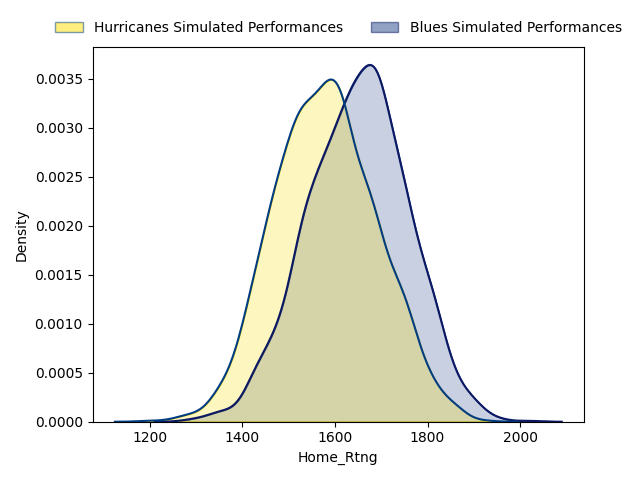 Hurricanes Simulated Performances Blues Simulated Performances
0.0035
0.0030
0.0025
0.0020
0.0015
0.0010
0.0005
0.0000
Density
1200 1400 1600 1800 2000
Home_Rtng